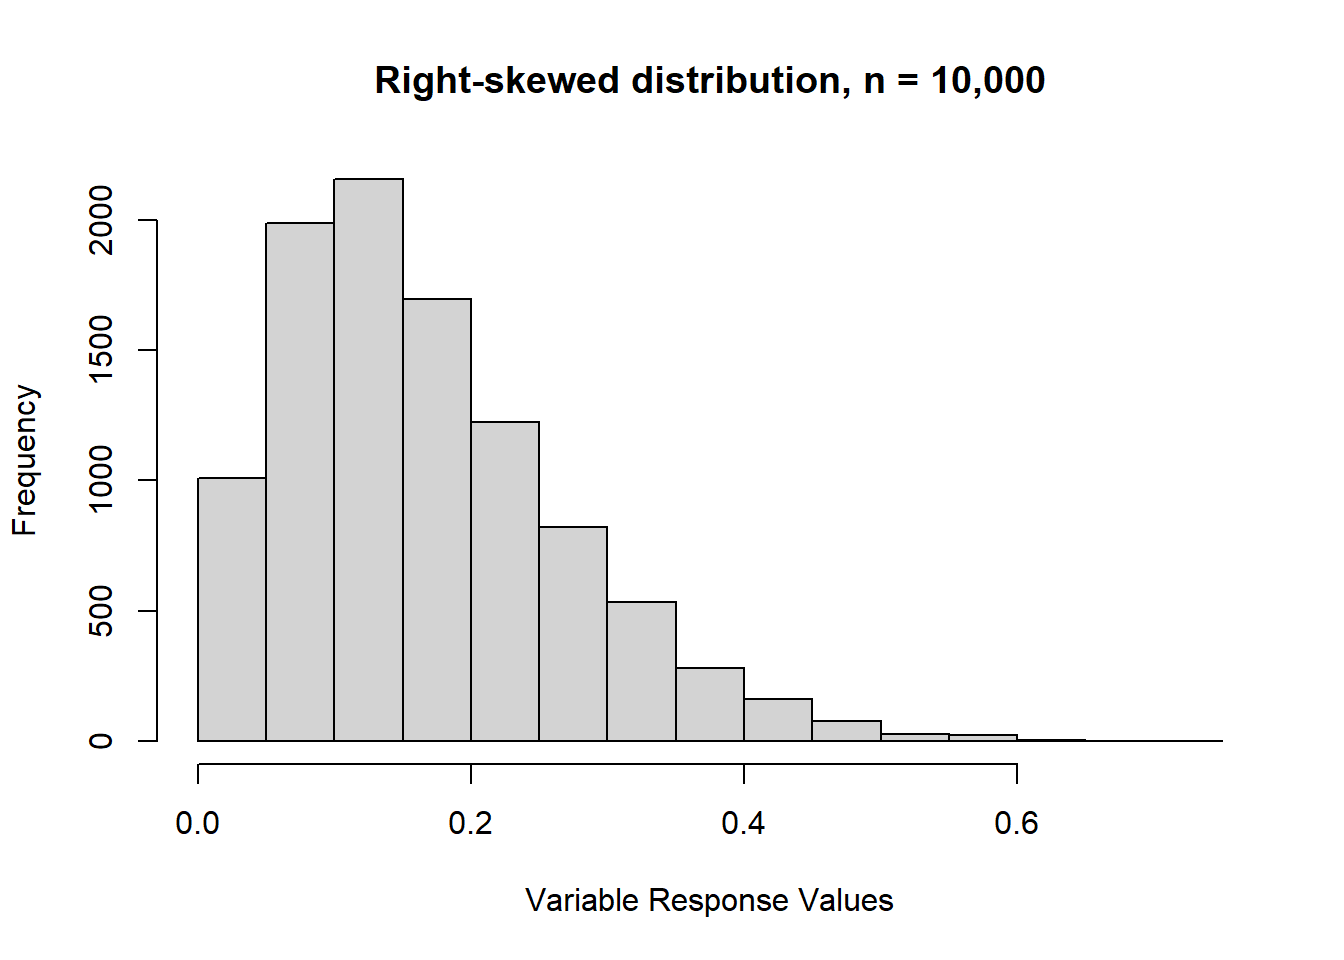 Right-skewed distribution, n = 10,000
Frequency
2000
1500
1000
500
0
0.0 0.2 0.4 0.6
Variable Response Values